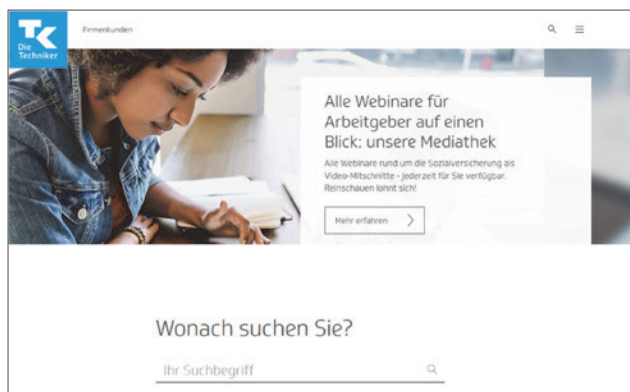 TK
Die
Techniker
Firmenkunden
Alle Webinare für
Arbeitgeber auf einen
Blick: unsere Mediathek
Alle Webinare rund um die Sozialversicherung als
Video-Mitschnitte - jederzeit für Sie verfügbar.
Reinschauen lohnt sich!
Mehr erfahren
Wonach suchen Sie?
Ihr Suchbegriff